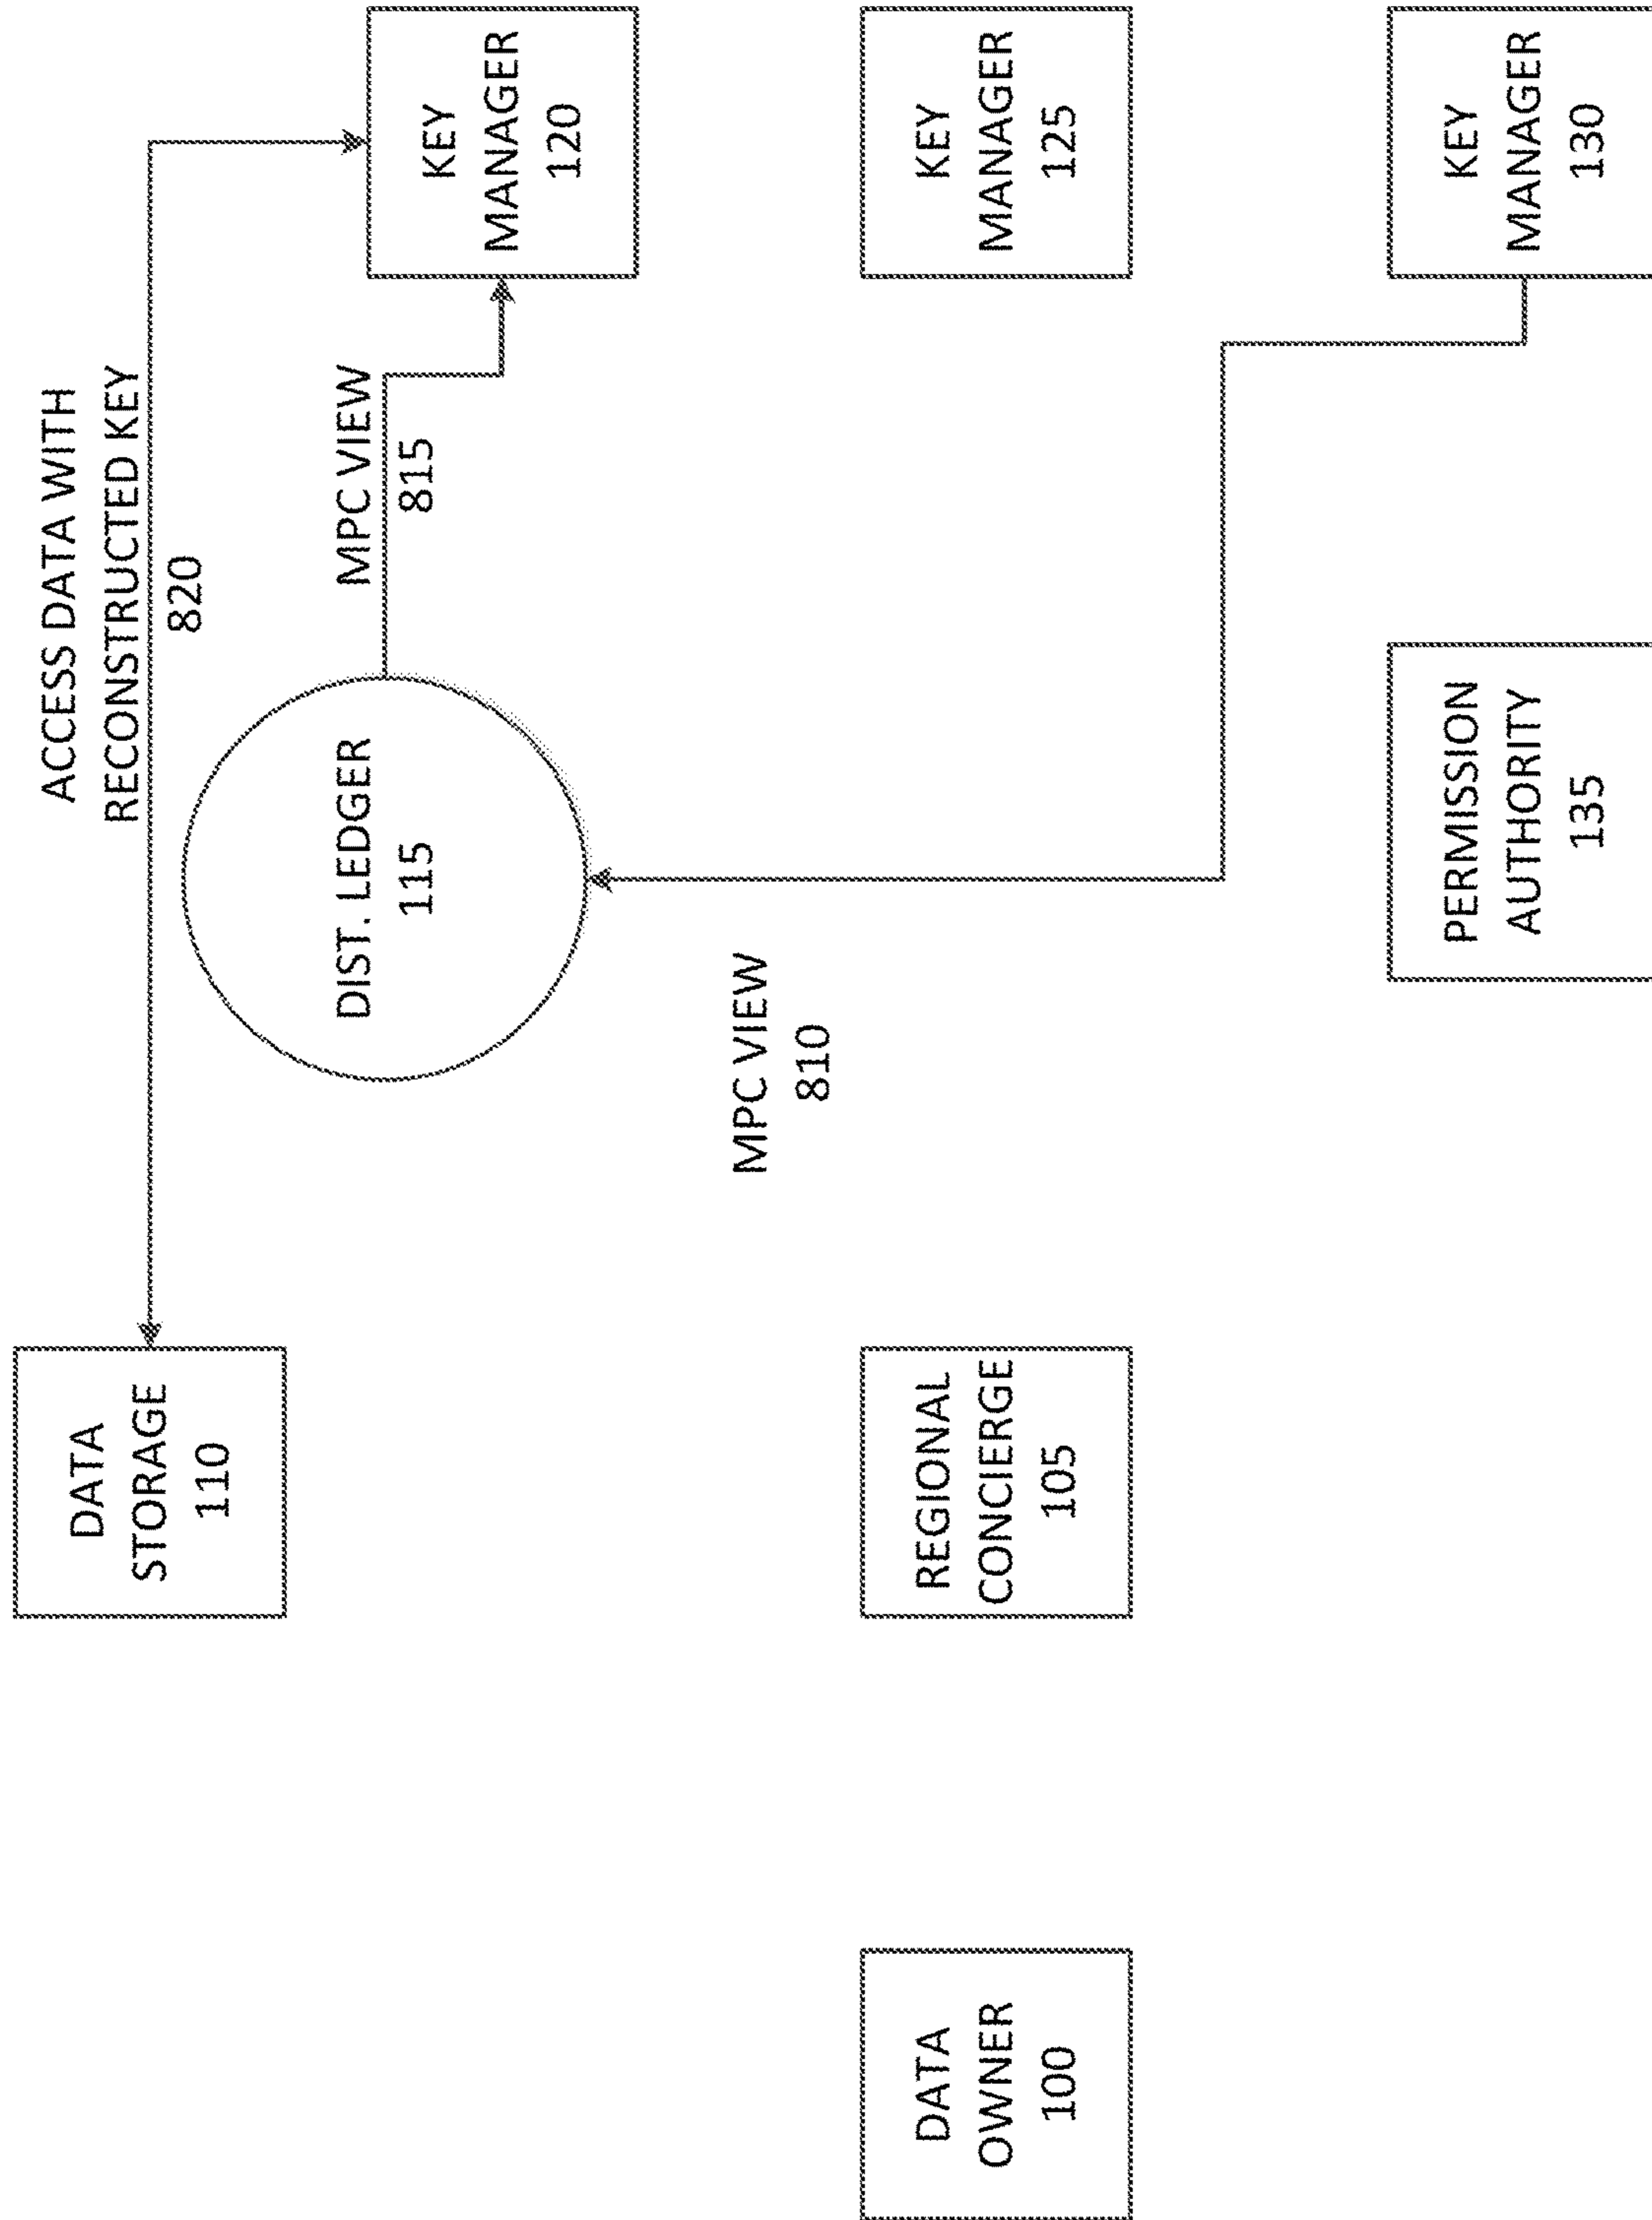 ACCESS DATA WITH
RECONSTRUCTED KEY
820
DATA
STORAGE
110
DIST. LEDGER
115
MPC VIEW
815
KEY
MANAGER
120
MPC VIEW
810
DATA
OWNER
100
REGIONAL
CONCIERGE
105
KEY
MANAGER
125
PERMISSION
AUTHORITY
135
KEY
MANAGER
130